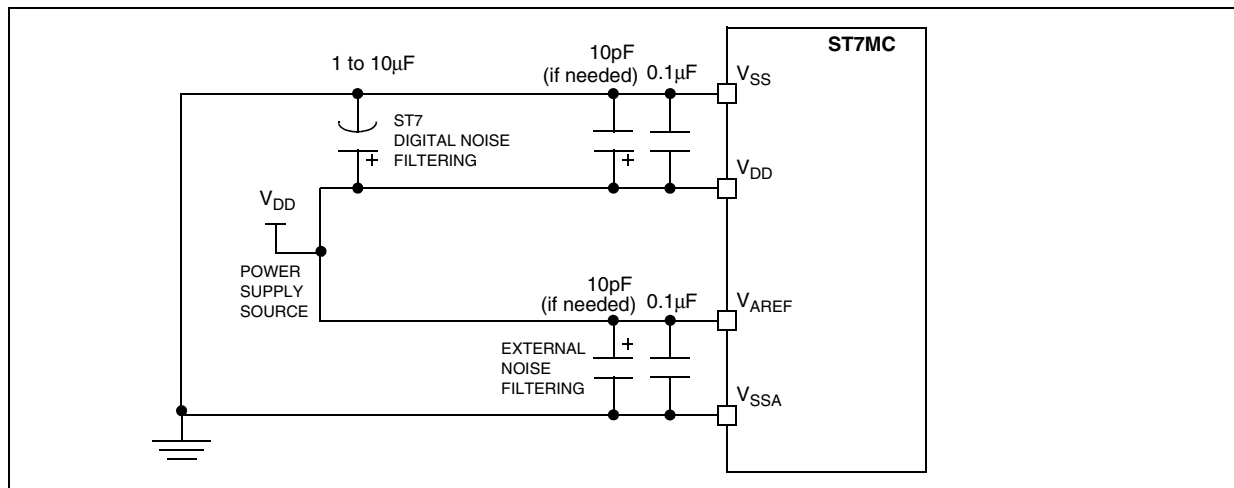 ST7MC
1 to 10μF
10pF
(if needed)
0.1μF
VSS
ST7
DIGITAL NOISE
FILTERING
+
+
VDD
VDD
POWER
SUPPLY
SOURCE
10pF
(if needed)
0.1μF
VAREF
EXTERNAL
NOISE
FILTERING
+
VSSA